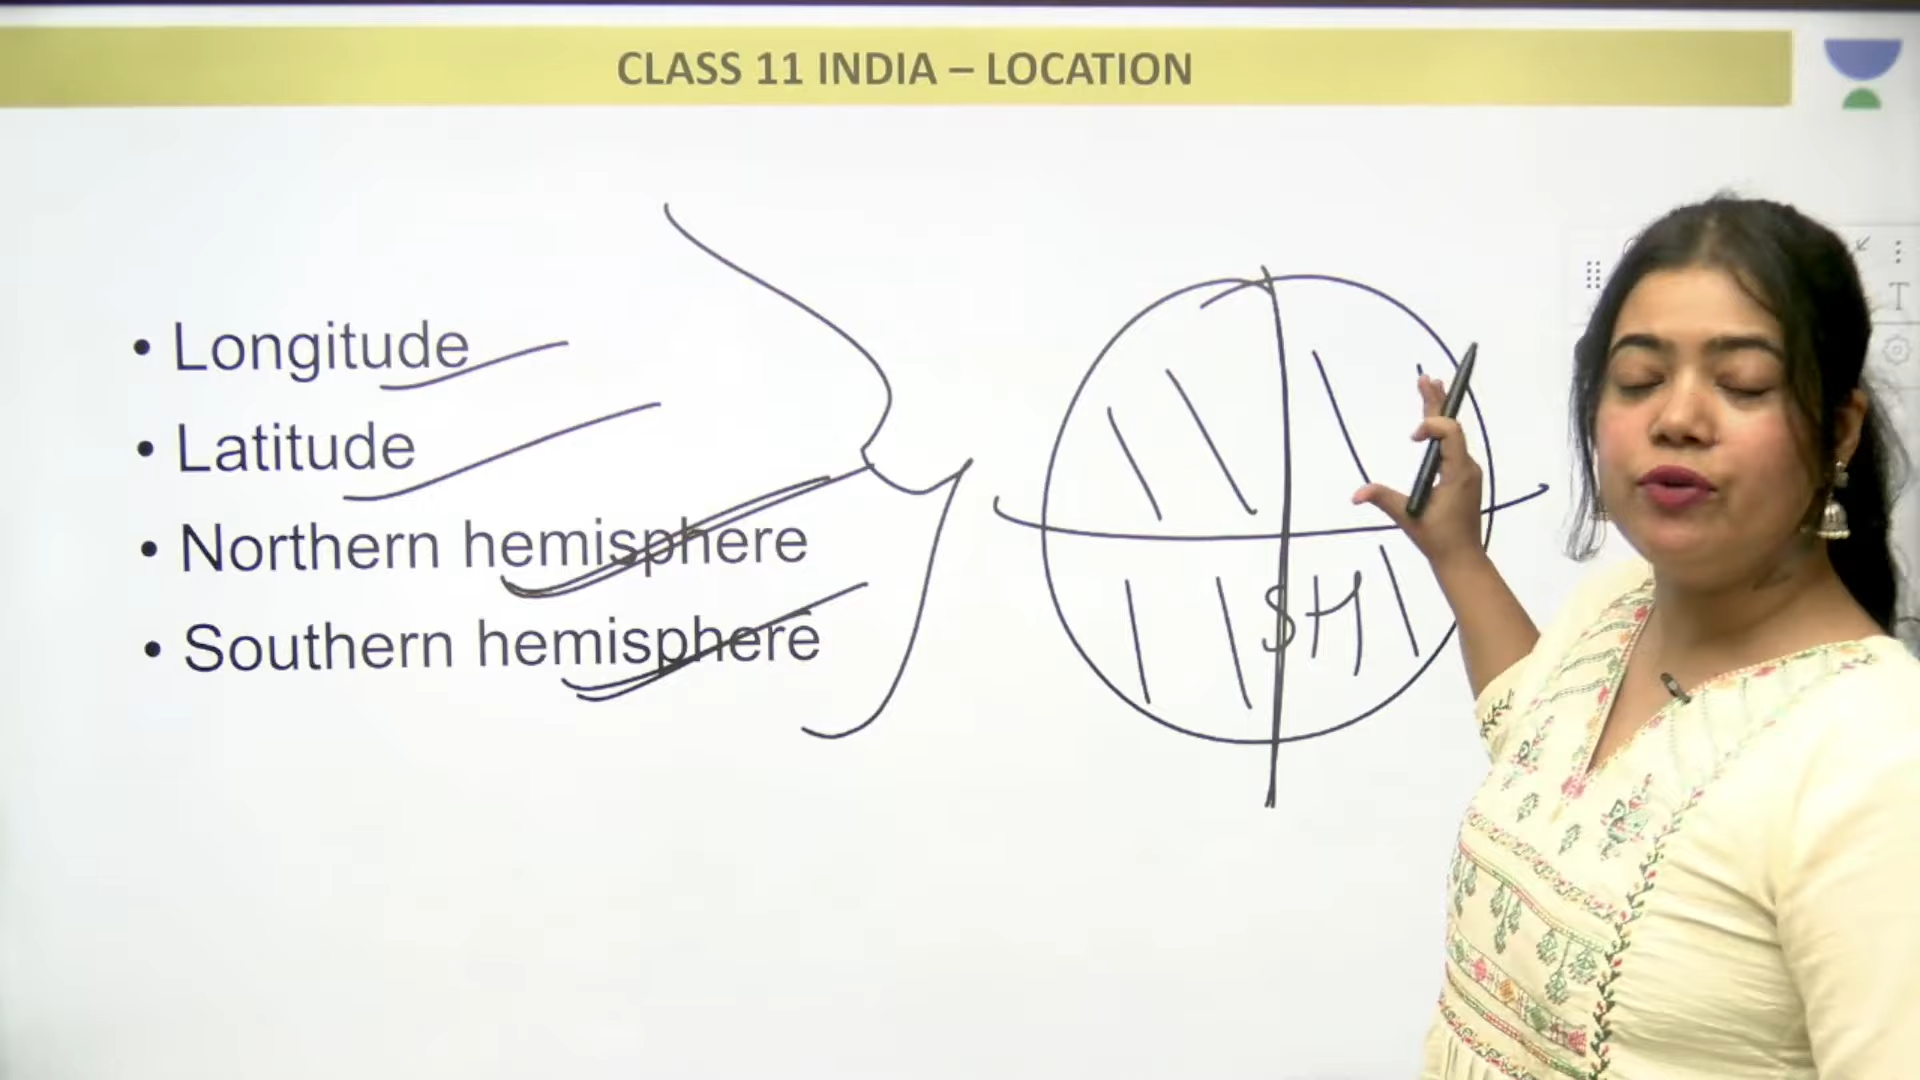 CLASS 11 INDIA – LOCATION
• Longitude
• Latitude
• Northern hemisphere
• Southern hemisphere
SH
T